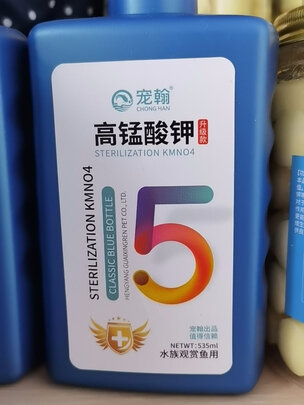 宠翰
CHONG HAN
高锰酸钾
升级款
STERILIZATION KMNO4
STERILIZATION KMNO4
CLASSIC BLUE BOTTLE
HENGYANG GUAIXINGREN PET CO., LTD.
5
宠翰出品
值得信赖
NETWT: 535ml
水族观赏鱼用